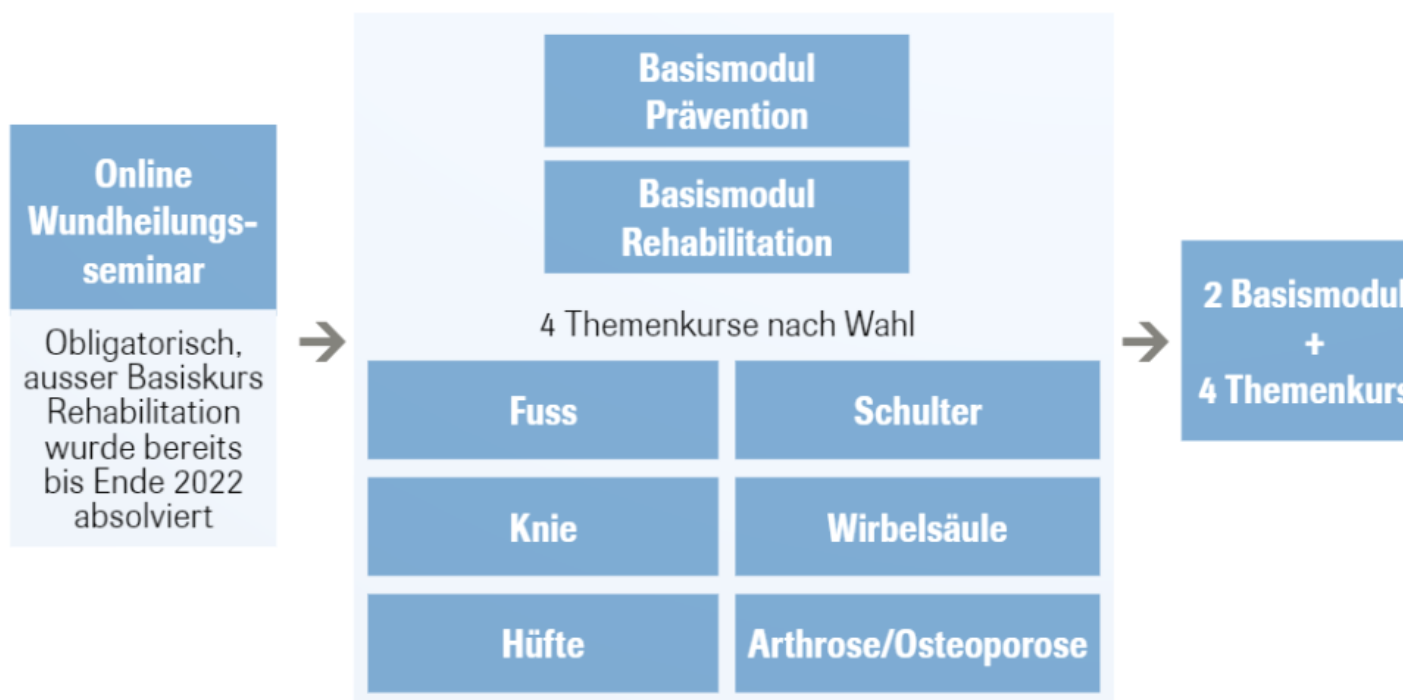 Online
Wundheilungs-
seminar
Obligatorisch,
ausser Basiskurs
Rehabilitation
wurde bereits
bis Ende 2022
absolviert
Basismodul
Prävention
Basismodul
Rehabilitation
4 Themenkurse nach Wahl
Fuss
Schulter
Knie
Wirbelsäule
Hüfte
Arthrose/Osteoporose
2 Basismodul
+
4 Themenkurs